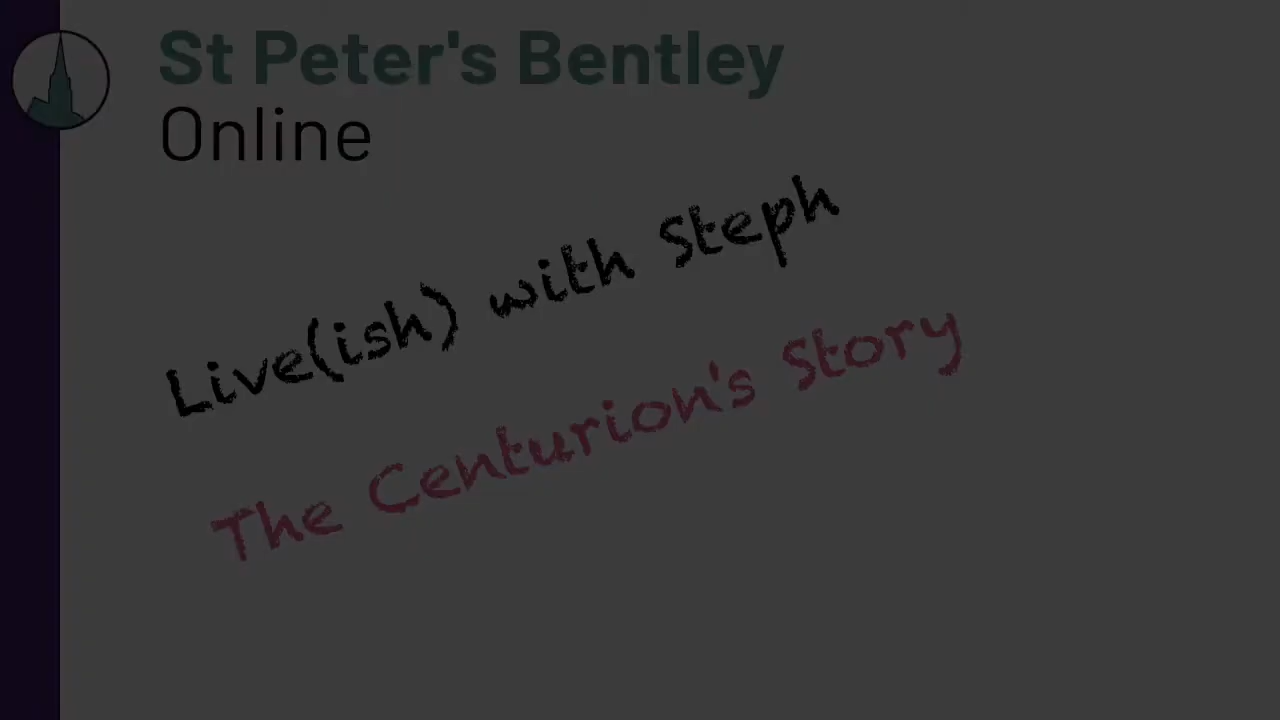 St Peter's Bentley
Online
Live(ish) with Steph
The Centurion's Story